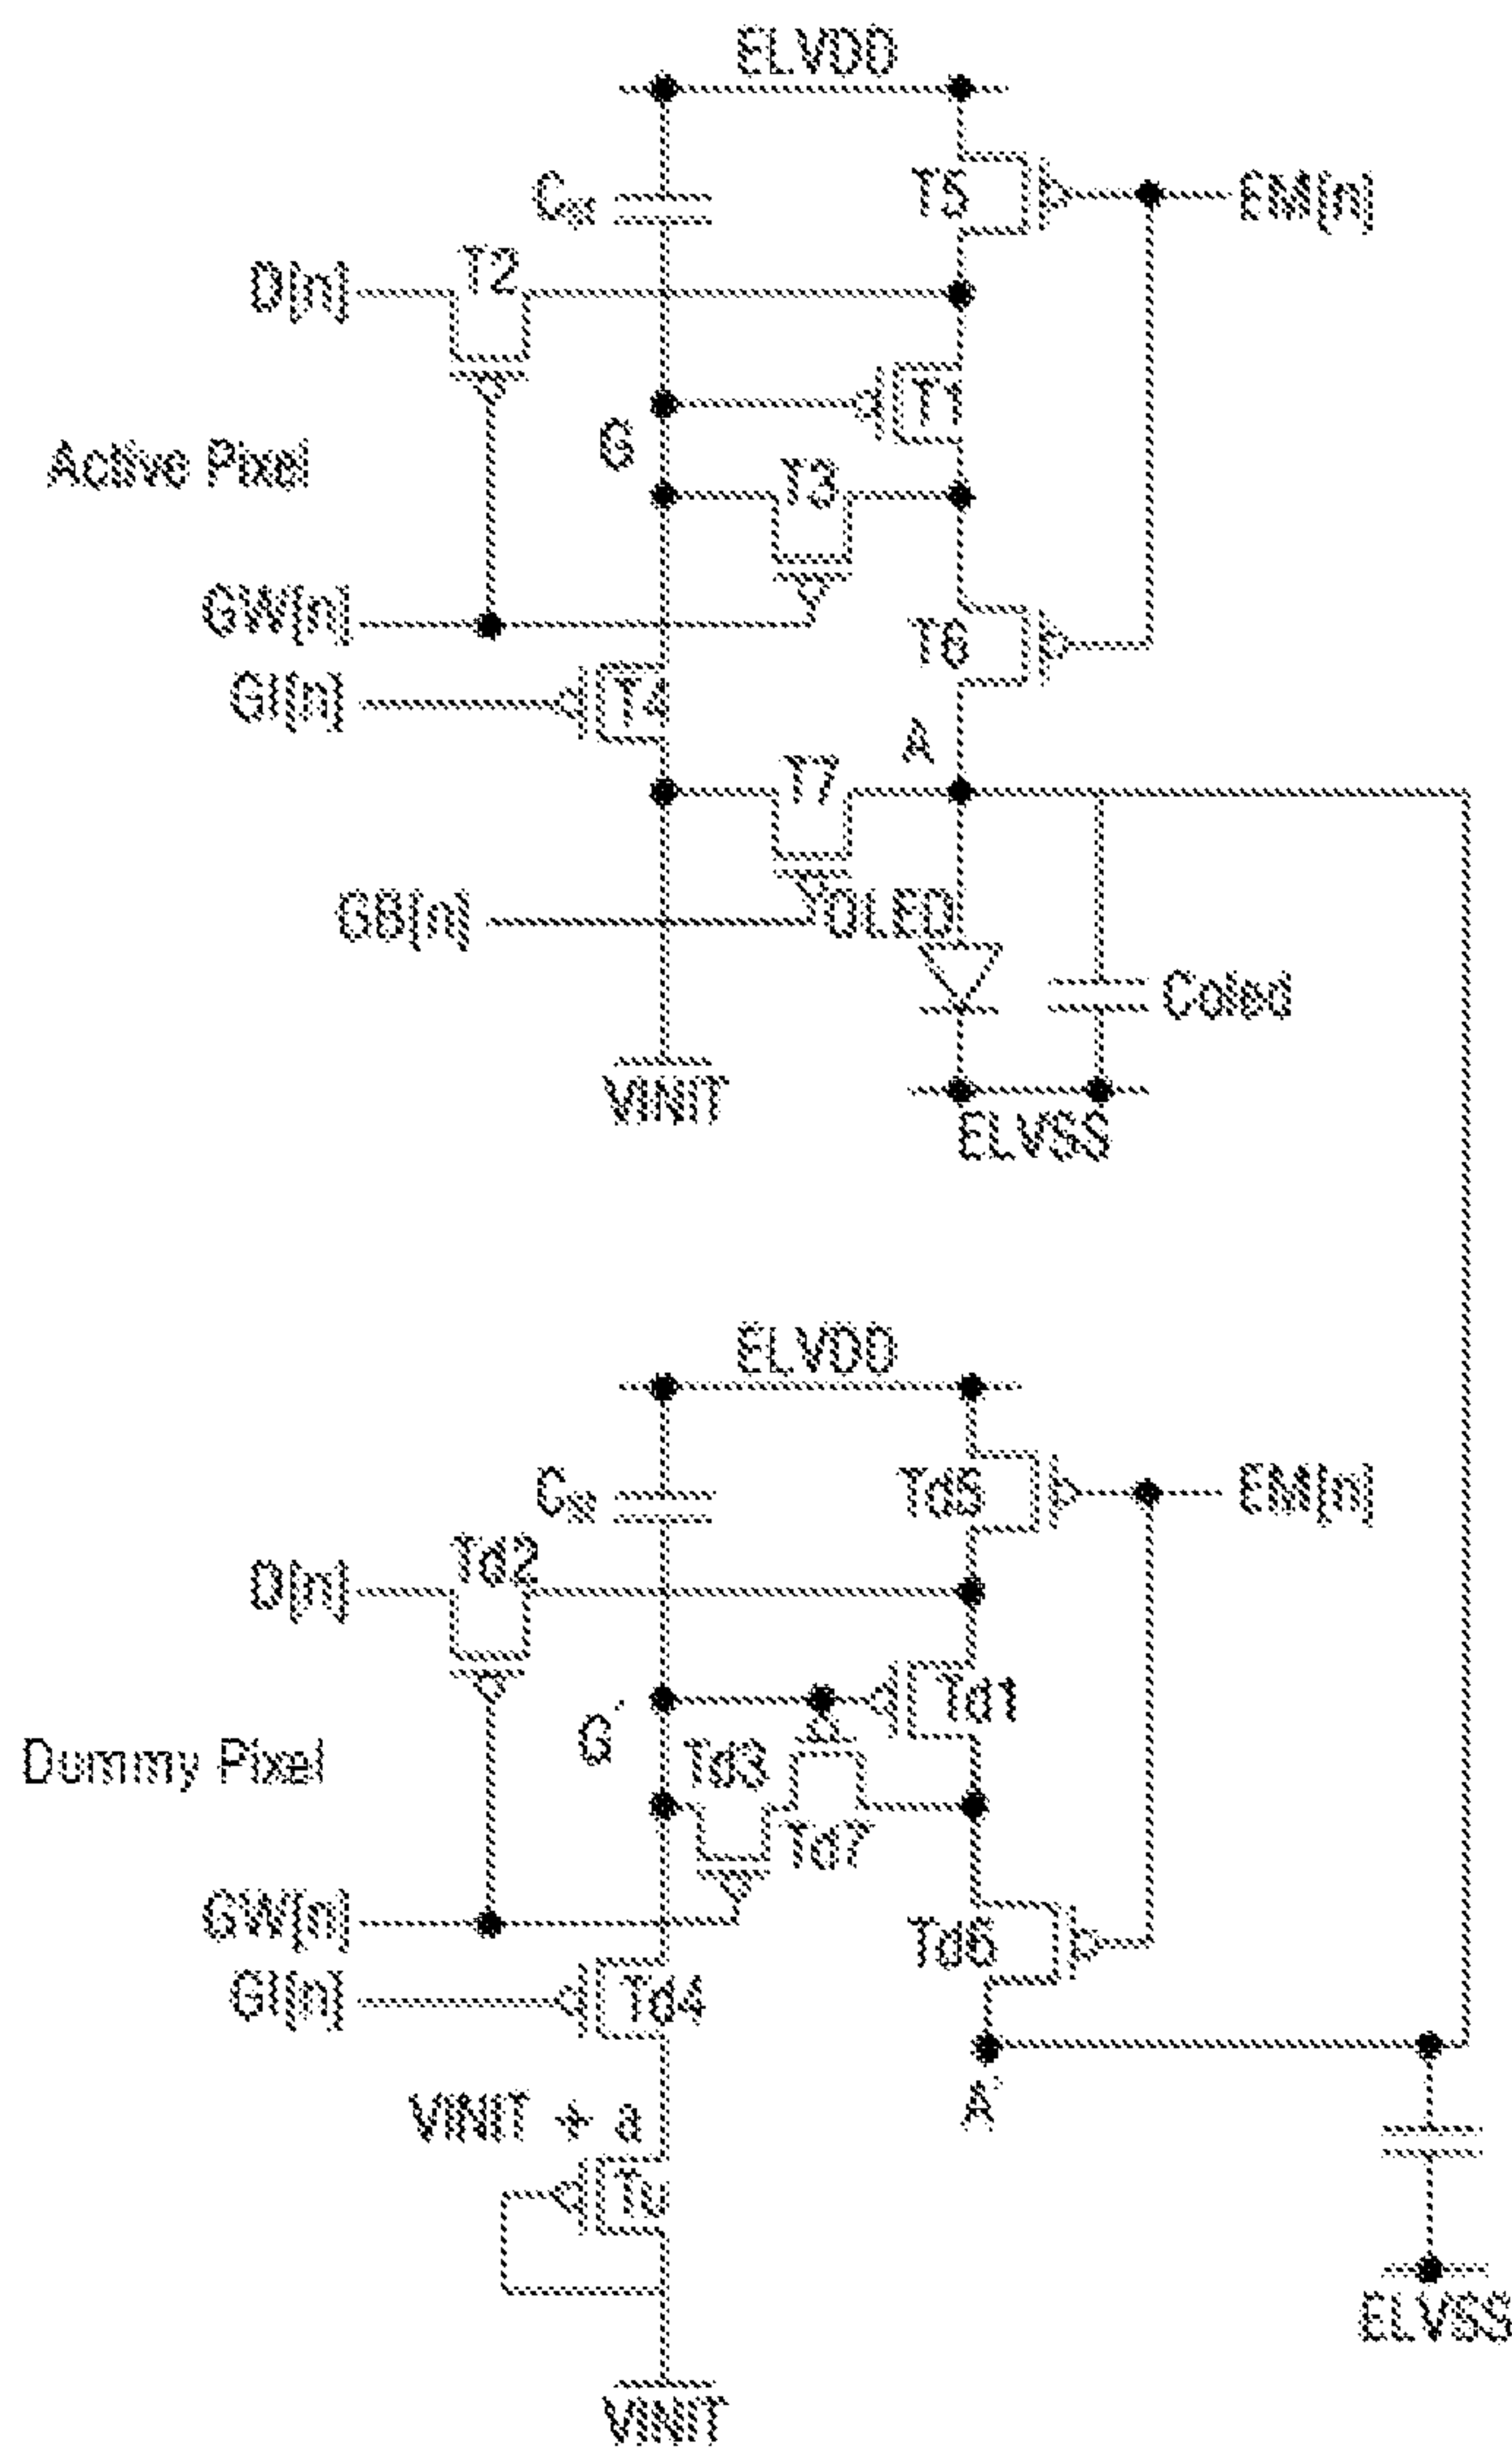 ELVDD
Cst
T5
EM[n]
D[n]
T2
T1
G
Active Pixel
T3
GW[n]
T6
GI[n]
T4
A
T7
GB[n]
OLED
Coled
VINIT
ELVSS
ELVDD
Cst
Td5
EM[n]
D[n]
Td2
Td1
G'
Dummy Pixel
Td3
Td7
GW[n]
Td6
GI[n]
Td4
A'
VINIT + a
Tu
ELVSS
VINIT